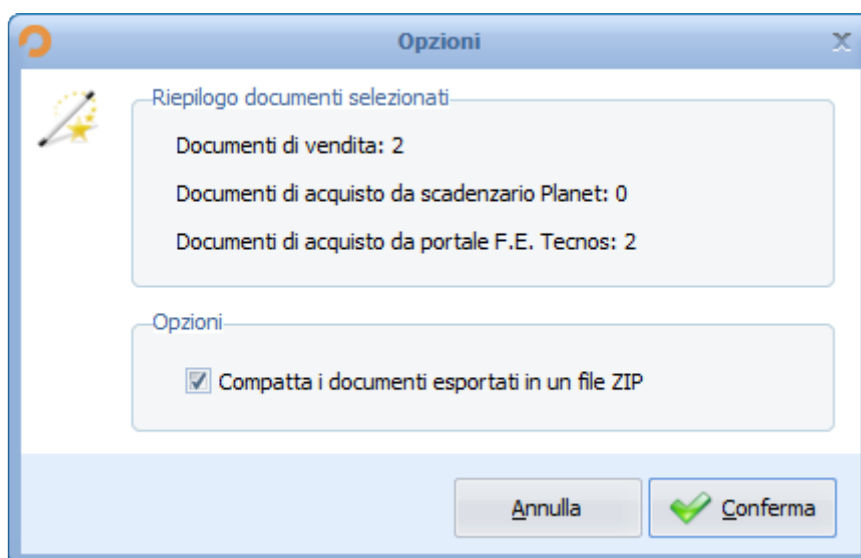 Opzioni
Riepilogo documenti selezionati
Documenti di vendita: 2
Documenti di acquisto da scadenzario Planet: 0
Documenti di acquisto da portale F.E. Tecnos: 2
Opzioni
Compatta i documenti esportati in un file ZIP
Annulla
Conferma